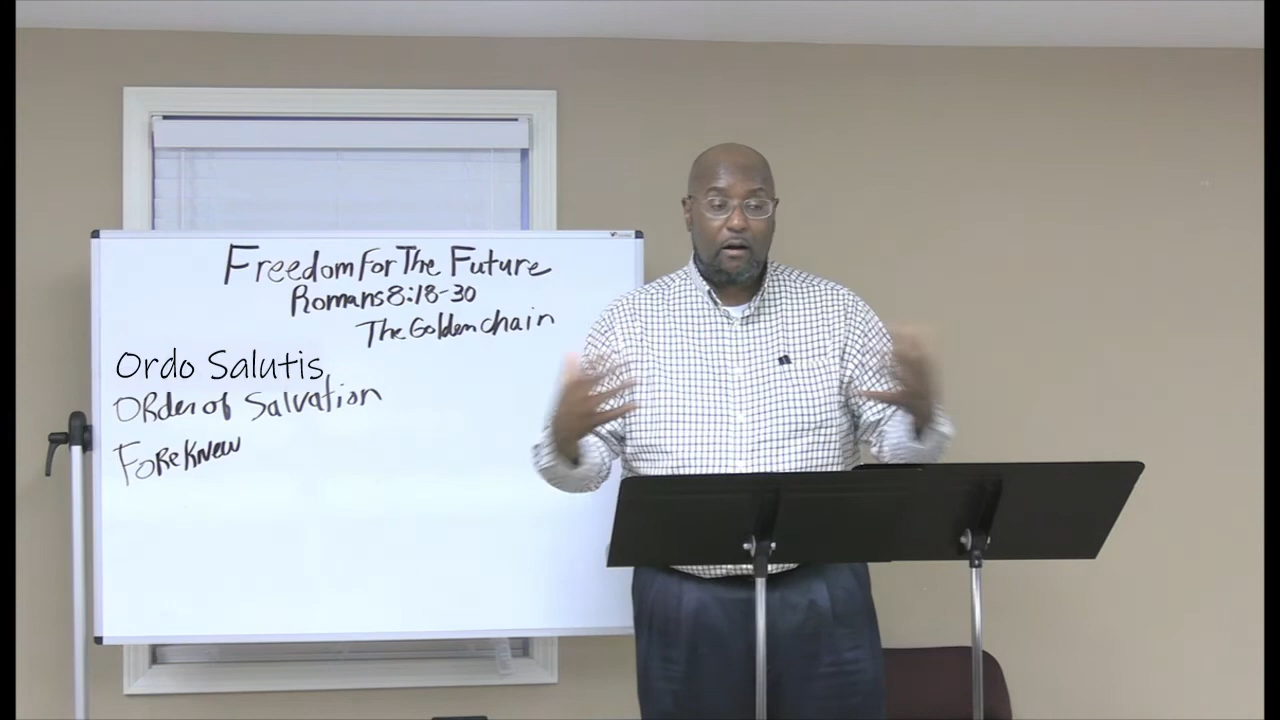 Freedom For The Future
Romans 8:18-30
The Golden chain
Ordo Salutis
ORder of Salvation
FoReKnew